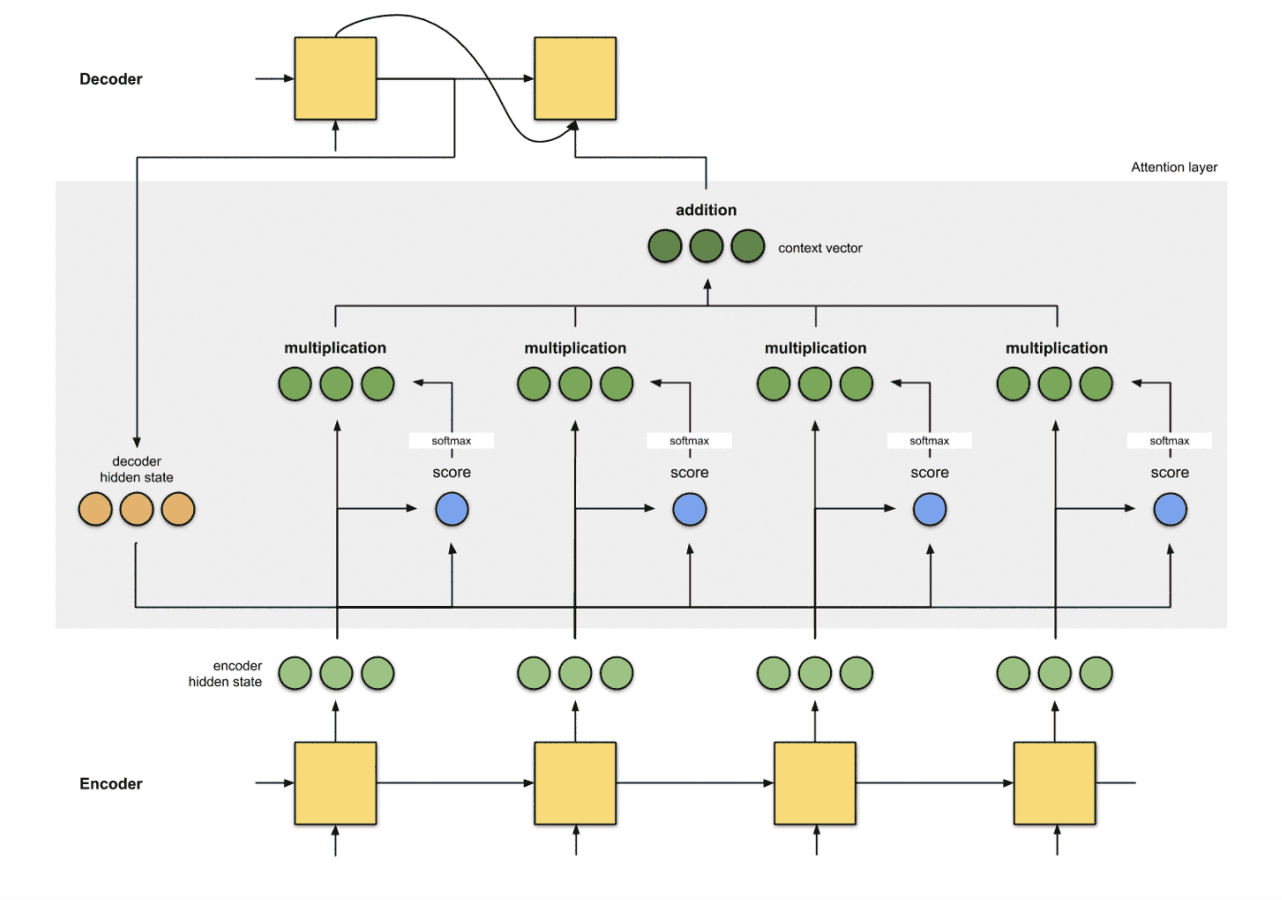 Decoder
Attention layer
addition
context vector
multiplication multiplication multiplication multiplication
softmax softmax softmax softmax
decoder
hidden state
score score score score
encoder
hidden state
Encoder